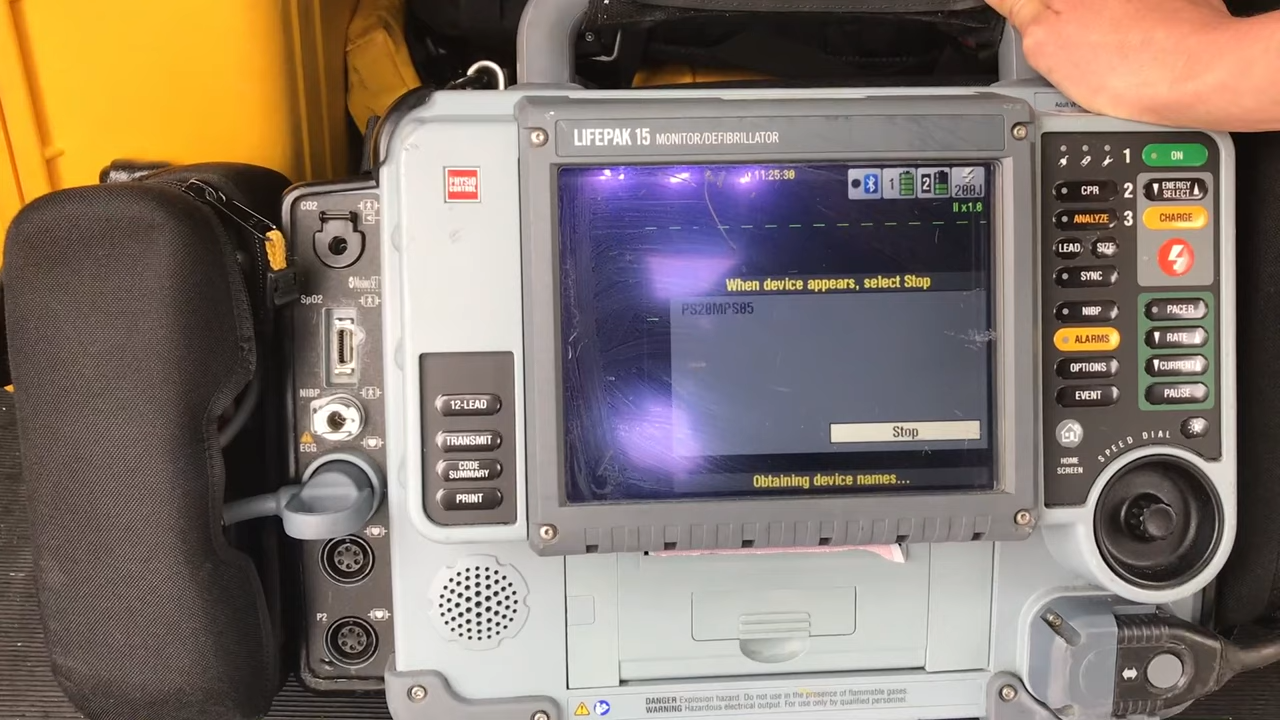 LIFEPAK 15 MONITOR/DEFIBRILLATOR
PHYSIO
CONTROL
11:25:30
1
2
200J
II x1.0
When device appears, select Stop
PS20MPS05
Stop
Obtaining device names...
CO2
Masimo SET
SpO2
NIBP
ECG
P2
12-LEAD
TRANSMIT
CODE
SUMMARY
PRINT
1 ON
CPR 2 ENERGY
SELECT
ANALYZE 3 CHARGE
LEAD SIZE
SYNC
NIBP PACER
ALARMS RATE
OPTIONS CURRENT
EVENT PAUSE
HOME
SCREEN
SPEED DIAL
DANGER Explosion hazard. Do not use in the presence of flammable gases.
WARNING Hazardous electrical output. For use only by qualified personnel.